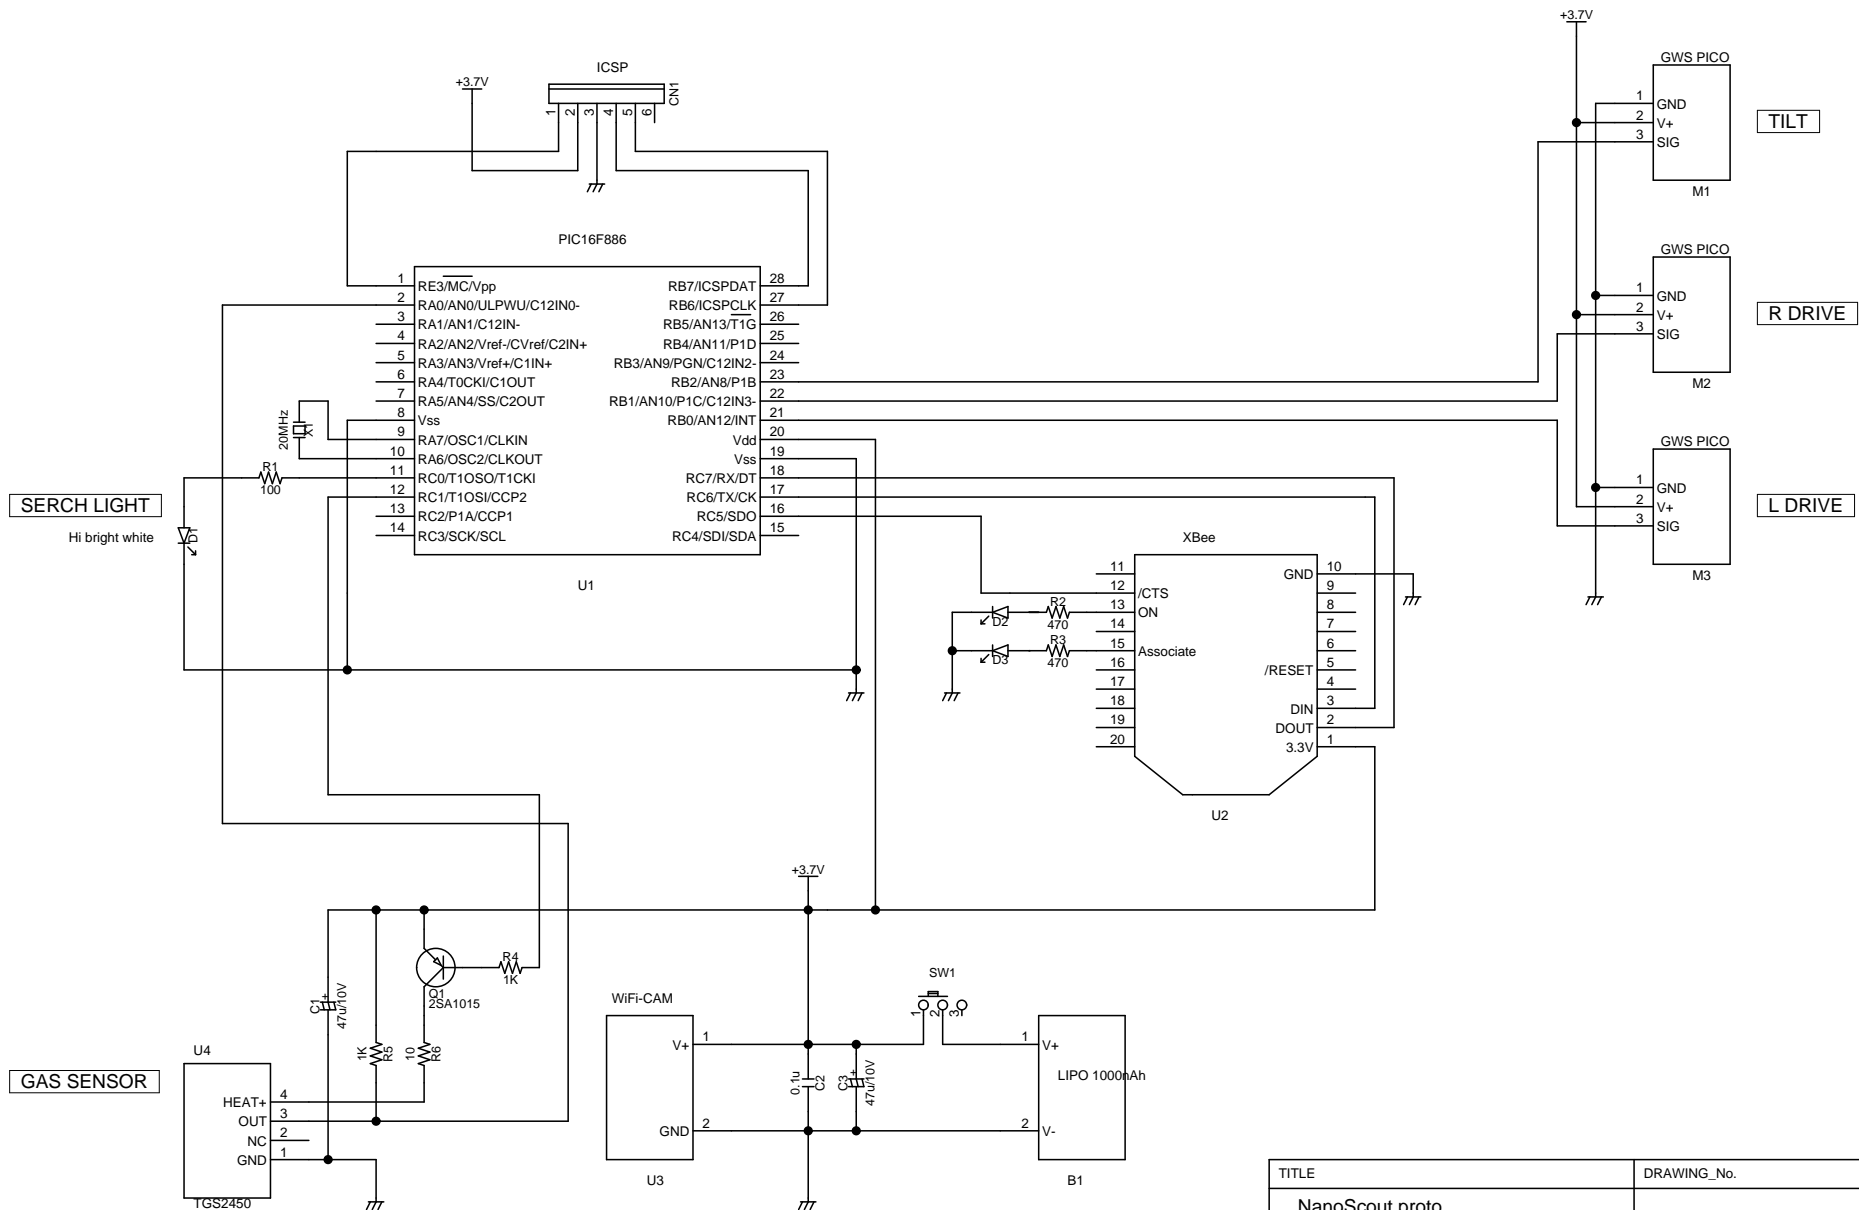 +3.7V
GWS PICO
1 GND
2 V+
3 SIG
TILT
M1
ICSP
+3.7V
CN1
1 2 3 4 5 6
PIC16F886
1 RE3/MC/Vpp
2 RA0/AN0/ULPWU/C12IN0-
3 RA1/AN1/C12IN-
4 RA2/AN2/Vref-/CVref/C2IN+
5 RA3/AN3/Vref+/C1IN+
6 RA4/T0CKI/C1OUT
7 RA5/AN4/SS/C2OUT
8 Vss
9 RA7/OSC1/CLKIN
10 RA6/OSC2/CLKOUT
11 RC0/T1OSO/T1CKI
12 RC1/T1OSI/CCP2
13 RC2/P1A/CCP1
14 RC3/SCK/SCL
RB7/ICSPDAT 28
RB6/ICSPCLK 27
RB5/AN13/T1G 26
RB4/AN11/P1D 25
RB3/AN9/PGN/C12IN2- 24
RB2/AN8/P1B 23
RB1/AN10/P1C/C12IN3- 22
RB0/AN12/INT 21
Vdd 20
Vss 19
RC7/RX/DT 18
RC6/TX/CK 17
RC5/SDO 16
RC4/SDI/SDA 15
U1
GWS PICO
1 GND
2 V+
3 SIG
R DRIVE
M2
GWS PICO
1 GND
2 V+
3 SIG
L DRIVE
M3
20MHz
X1
R1
100
SERCH LIGHT
Hi bright white
D1
XBee
11
12 /CTS
13 ON
14
15 Associate
16
17
18
19
20
GND 10
9
8
7
6
/RESET 5
4
DIN 3
DOUT 2
3.3V 1
U2
R2
470
D2
R3
470
D3
+3.7V
R4
1K
Q1
2SA1015
C1
47u/10V
1K
R5
10
R6
U4
GAS SENSOR
HEAT+ 4
OUT 3
NC 2
GND 1
TGS2450
WiFi-CAM
V+ 1
GND 2
U3
0.1u
C2
C3
47u/10V
SW1
1 2 3
1 V+
LIPO 1000nAh
2 V-
B1
TITLE
DRAWING_No.
NanoScout proto